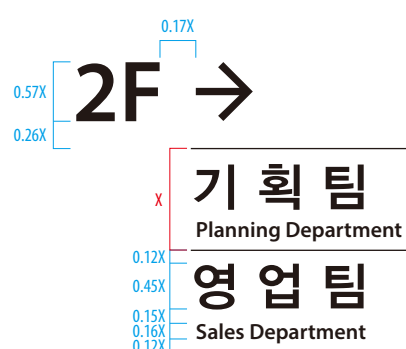 0.17X
0.57X
2F →
0.26X
기 획 팀
X
Planning Department
0.12X
영 업 팀
0.45X
0.15X
0.16X
Sales Department
0.12X